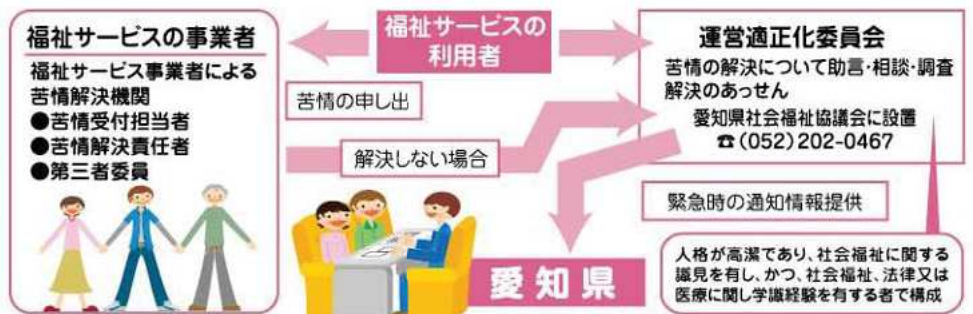 福祉サービスの事業者
福祉サービス事業者による
苦情解決機関
●苦情受付担当者
●苦情解決責任者
●第三者委員
福祉サービスの
利用者
苦情の申し出
解決しない場合
運営適正化委員会
苦情の解決について助言・相談・調査
解決のあっせん
愛知県社会福祉協議会に設置
☎(052)202-0467
緊急時の通知情報提供
愛知県
人格が高潔であり、社会福祉に関する
識見を有し、かつ、社会福祉、法律又は
医療に関し学識経験を有する者で構成